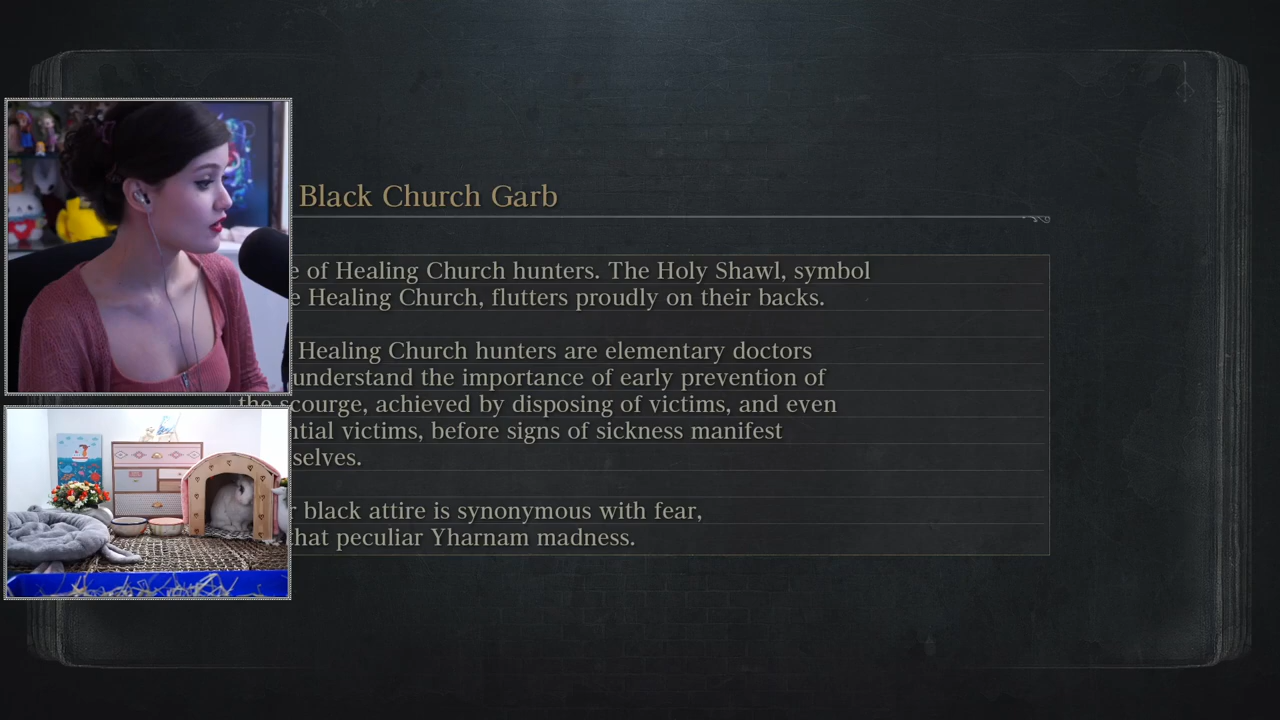 Black Church Garb
of Healing Church hunters. The Holy Shawl, symbol
Healing Church, flutters proudly on their backs.
Healing Church hunters are elementary doctors
understand the importance of early prevention of
the scourge, achieved by disposing of victims, and even
victims, before signs of sickness manifest
selves.
black attire is synonymous with fear,
that peculiar Yharnam madness.